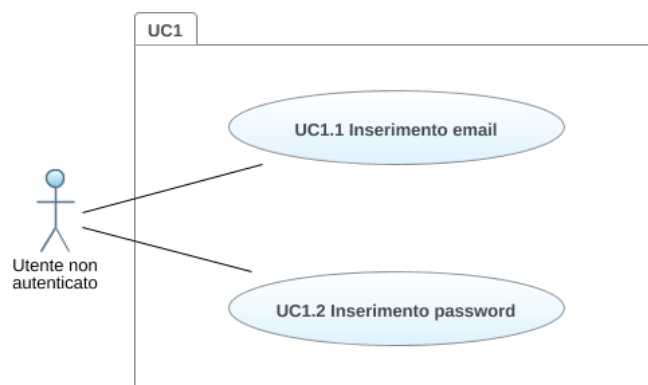 UC1
UC1.1 Inserimento email
Utente non
autenticato
UC1.2 Inserimento password